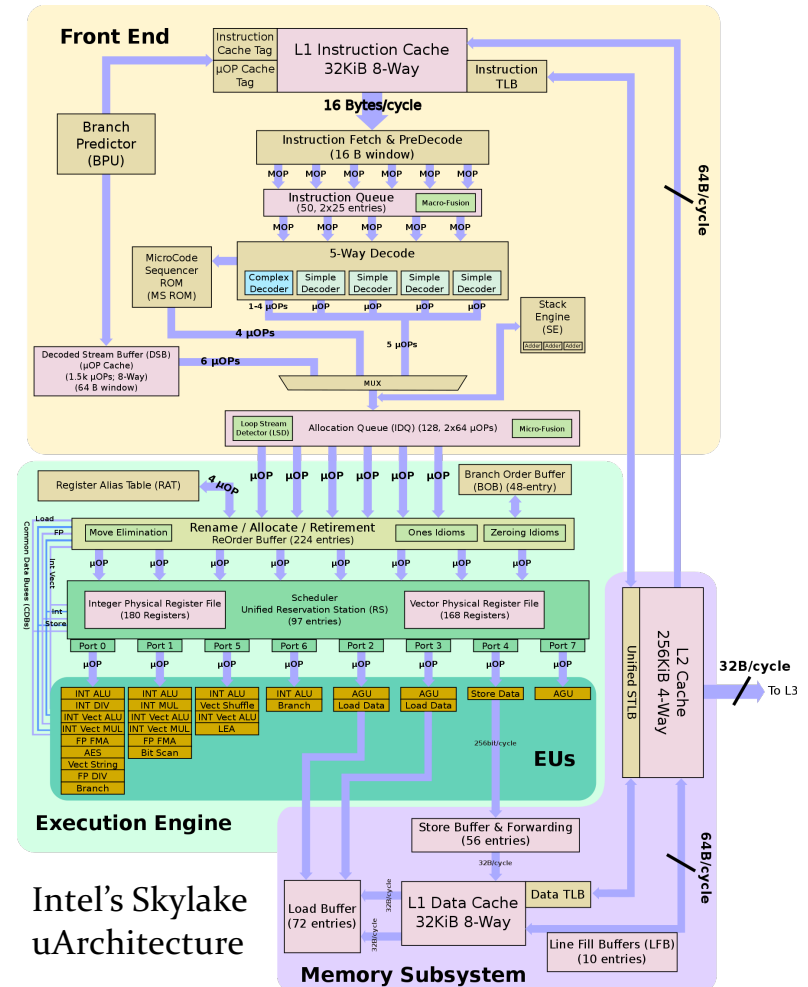 Front End
Instruction
Cache Tag
µOP Cache
Tag
L1 Instruction Cache
32KiB 8-Way
Instruction
TLB
16 Bytes/cycle
Branch
Predictor
(BPU)
Instruction Fetch & PreDecode
(16 B window)
MOP MOP MOP MOP MOP MOP
Instruction Queue
(50, 2x25 entries)
Macro-Fusion
MOP MOP MOP MOP MOP
64B/cycle
5-Way Decode
Complex
Decoder
Simple
Decoder
Simple
Decoder
Simple
Decoder
Simple
Decoder
MicroCode
Sequencer
ROM
(MS ROM)
1-4 µOPs µOP µOP µOP µOP
Stack
Engine
(SE)
Adder Adder Adder
4 µOPs
5 µOPs
Decoded Stream Buffer (DSB)
(µOP Cache)
(1.5k µOPs; 8-Way)
(64 B window)
6 µOPs
MUX
Loop Stream
Detector (LSD)
Allocation Queue (IDQ) (128, 2x64 µOPs)
Micro-Fusion
µOP µOP µOP µOP µOP µOP
Register Alias Table (RAT)
4 µOP
Branch Order Buffer
(BOB) (48-entry)
Rename / Allocate / Retirement
ReOrder Buffer (224 entries)
Move Elimination
Ones Idioms
Zeroing Idioms
Load
FP
Common Data Buses (CDBs)
Int Vect
Int
Store
µOP µOP µOP µOP µOP µOP µOP
Scheduler
Unified Reservation Station (RS)
(97 entries)
Integer Physical Register File
(180 Registers)
Vector Physical Register File
(168 Registers)
Port 0 Port 1 Port 5 Port 6 Port 2 Port 3 Port 4 Port 7
µOP µOP µOP µOP µOP µOP µOP µOP
INT ALU
INT DIV
INT Vect ALU
INT Vect MUL
FP FMA
AES
Vect String
FP DIV
Branch
INT ALU
INT MUL
INT Vect ALU
INT Vect MUL
FP FMA
Bit Scan
INT ALU
Vect Shuffle
INT Vect ALU
LEA
INT ALU
Branch
AGU
Load Data
AGU
Load Data
Store Data
AGU
256bit/cycle
EUs
Execution Engine
Unified STLB
L2 Cache
256KiB 4-Way
32B/cycle
To L3
Store Buffer & Forwarding
(56 entries)
32B/cycle
64B/cycle
Load Buffer
(72 entries)
32B/cycle
32B/cycle
L1 Data Cache
32KiB 8-Way
Data TLB
Line Fill Buffers (LFB)
(10 entries)
Intel's Skylake
uArchitecture
Memory Subsystem